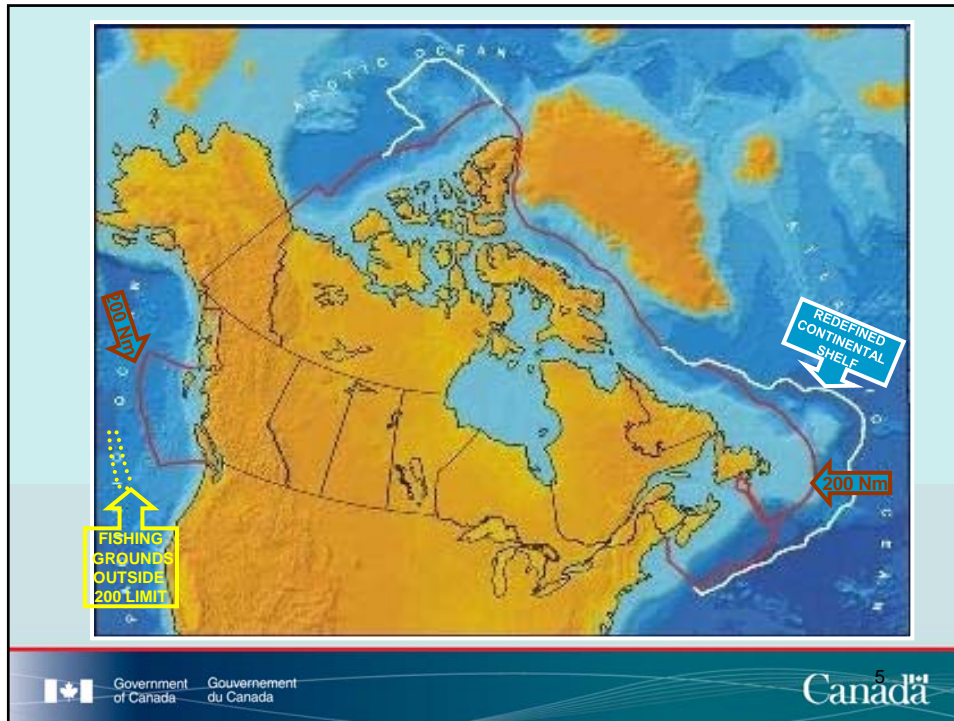 ARCTIC OCEAN
200 Nm
REDEFINED
CONTINENTAL
SHELF
200 Nm
FISHING
GROUNDS
OUTSIDE
200 LIMIT
Government
of Canada
Gouvernement
du Canada
5
Canada